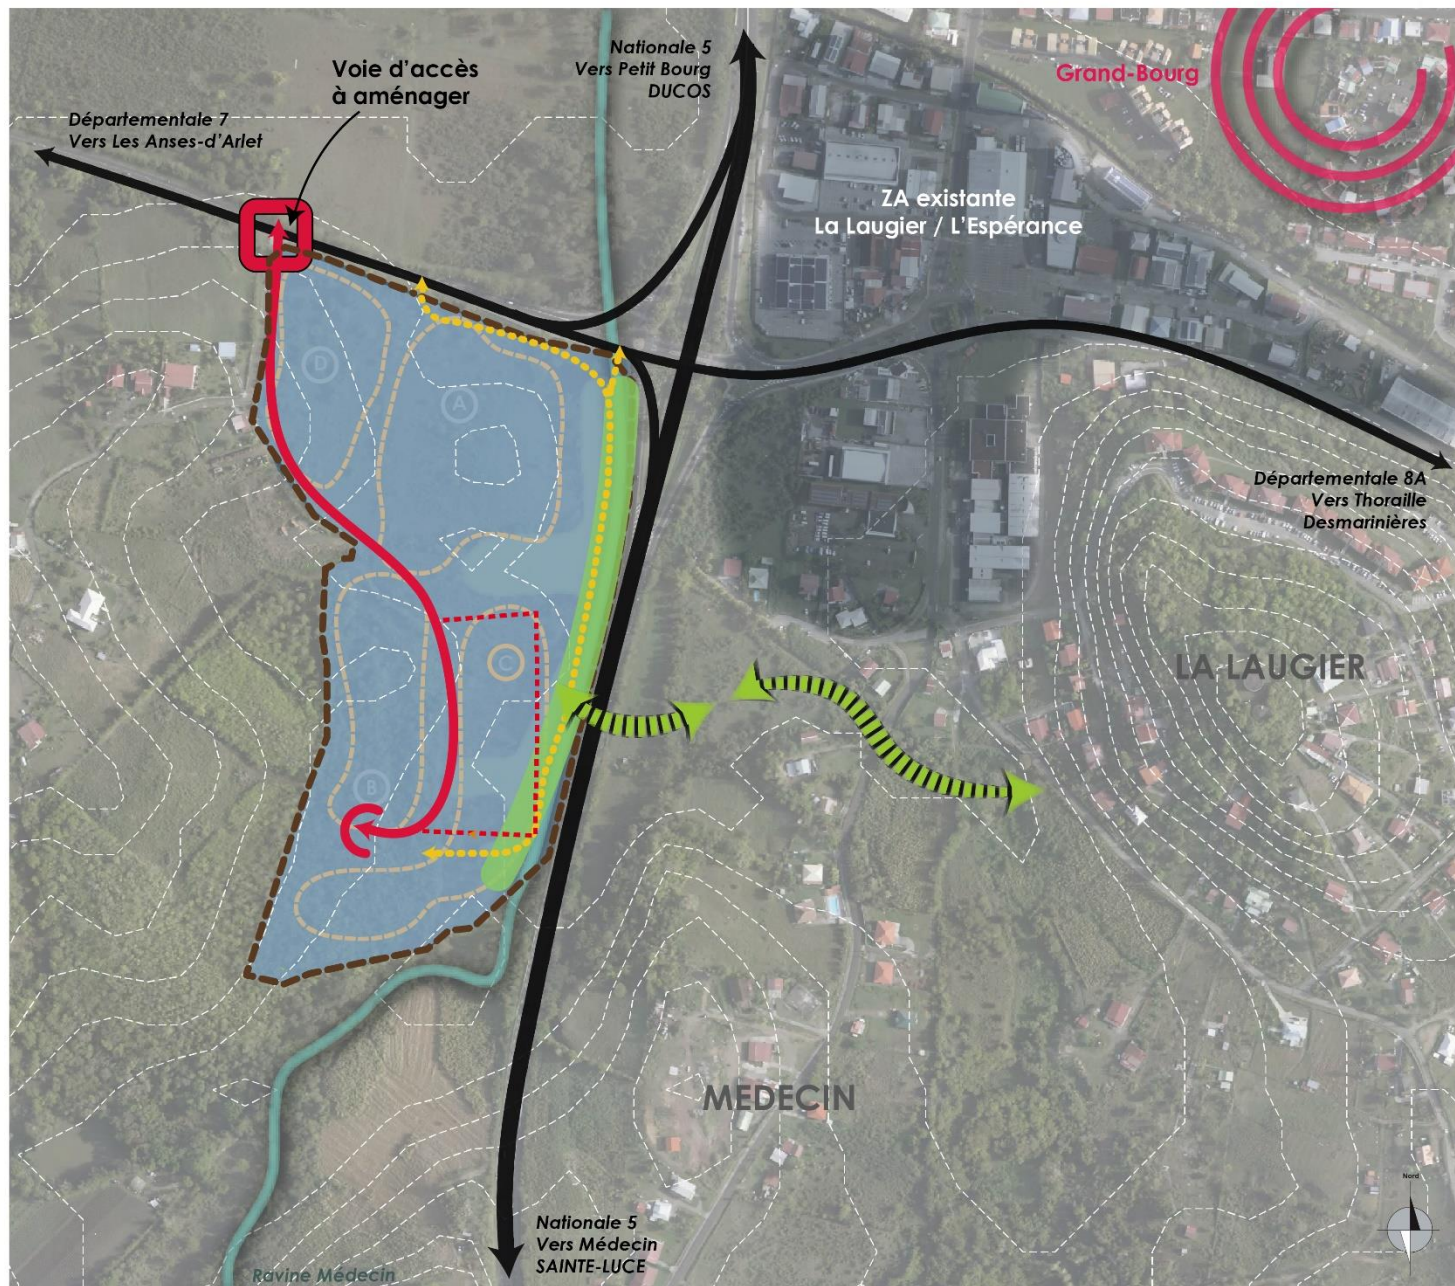 Nationale 5
Vers Petit Bourg
DUCOS
Grand-Bourg
Voie d'accès
à aménager
Départementale 7
Vers Les Anses-d'Arlet
ZA existante
La Laugier / L'Espérance
D
A
Départementale 8A
Vers Thoraille
Desmarinières
C
LA LAUGIER
B
MEDECIN
Nord
Nationale 5
Vers Médecin
SAINTE-LUCE
Ravine Médecin